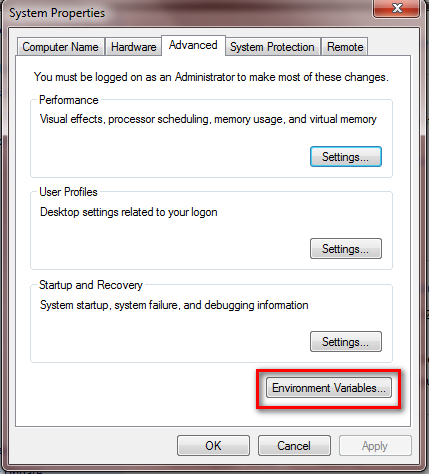 System Properties
Computer Name Hardware Advanced System Protection Remote
You must be logged on as an Administrator to make most of these changes.
Performance
Visual effects, processor scheduling, memory usage, and virtual memory
Settings...
User Profiles
Desktop settings related to your logon
Settings...
Startup and Recovery
System startup, system failure, and debugging information
Settings...
Environment Variables...
OK Cancel Apply